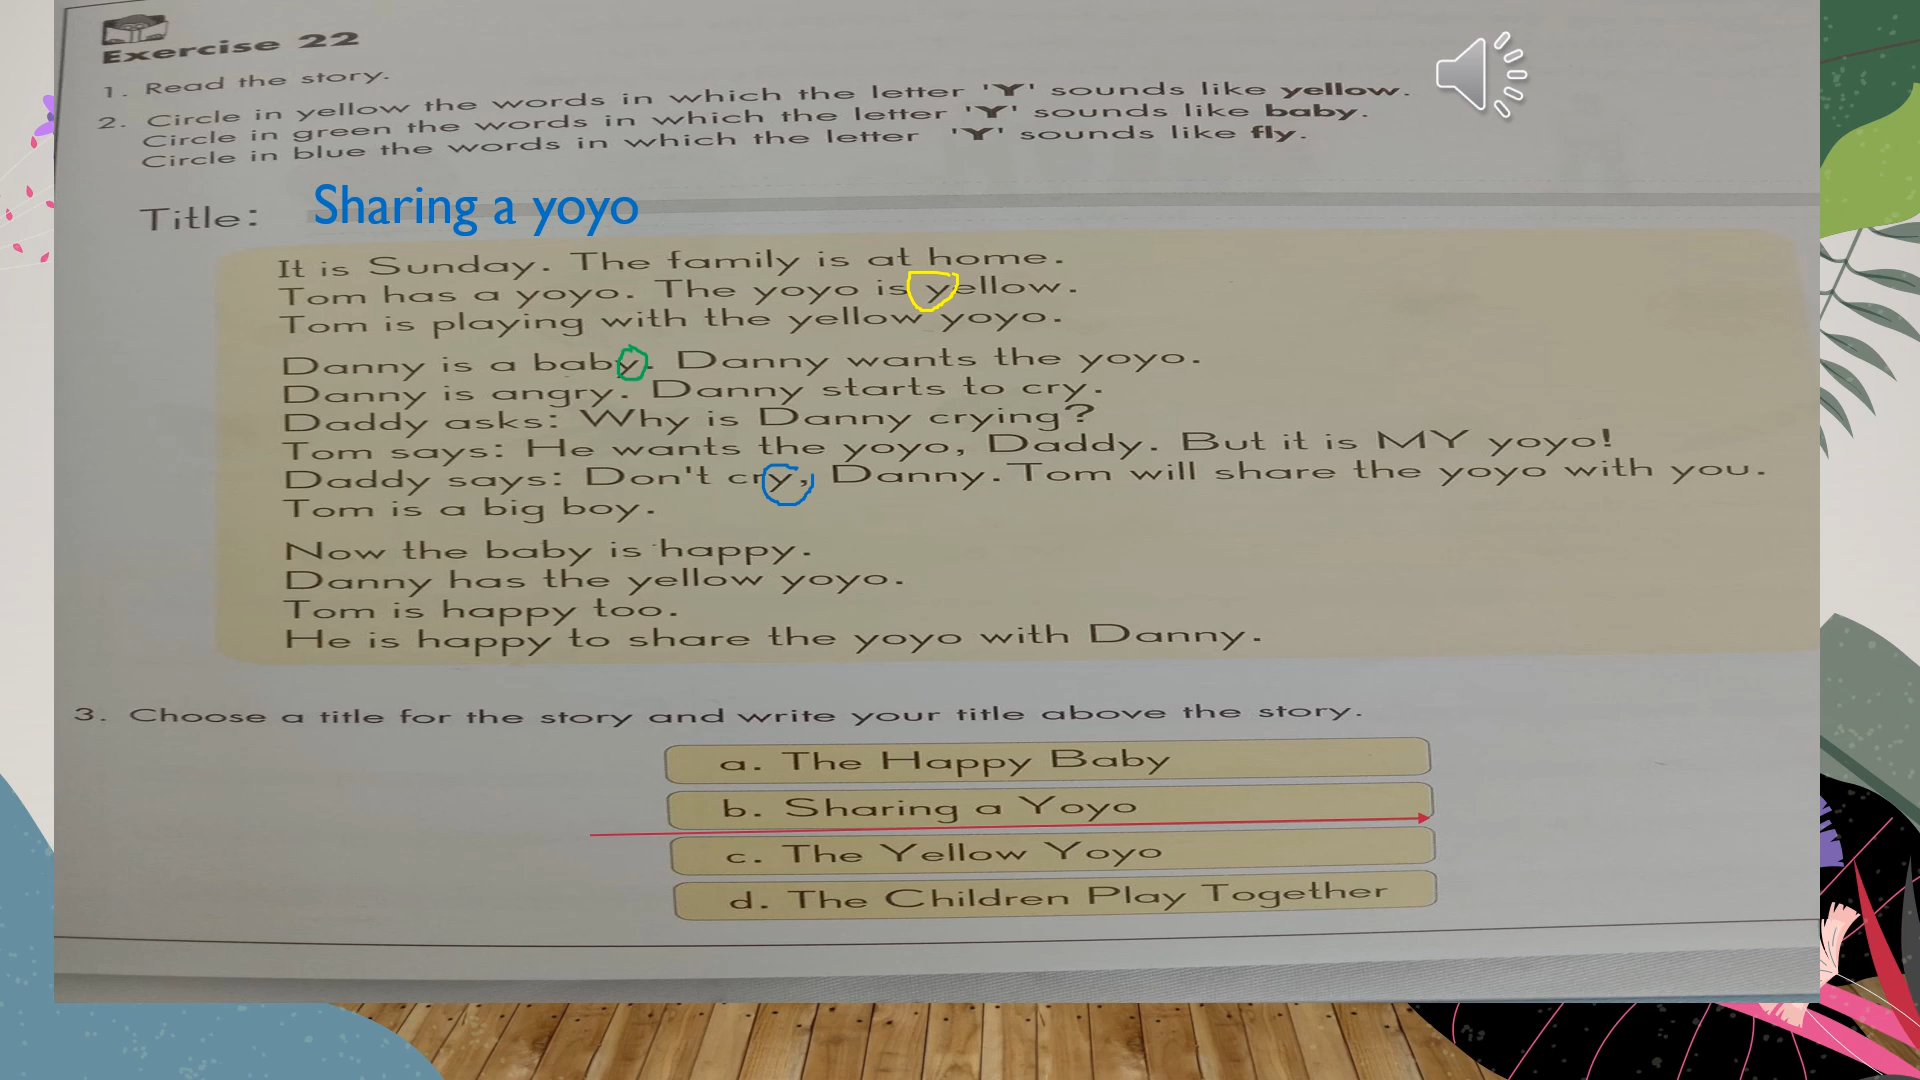 Exercise 22
1. Read the story.
2. Circle in yellow the words in which the letter 'Y' sounds like yellow.
Circle in green the words in which the letter 'Y' sounds like baby.
Circle in blue the words in which the letter 'Y' sounds like fly.
Title: Sharing a yoyo
It is Sunday. The family is at home.
Tom has a yoyo. The yoyo is yellow.
Tom is playing with the yellow yoyo.
Danny is a baby. Danny wants the yoyo.
Danny is angry. Danny starts to cry.
Daddy asks: Why is Danny crying?
Tom says: He wants the yoyo, Daddy. But it is MY yoyo!
Daddy says: Don't cry, Danny. Tom will share the yoyo with you.
Tom is a big boy.
Now the baby is happy.
Danny has the yellow yoyo.
Tom is happy too.
He is happy to share the yoyo with Danny.
3. Choose a title for the story and write your title above the story.
a. The Happy Baby
b. Sharing a Yoyo
c. The Yellow Yoyo
d. The Children Play Together